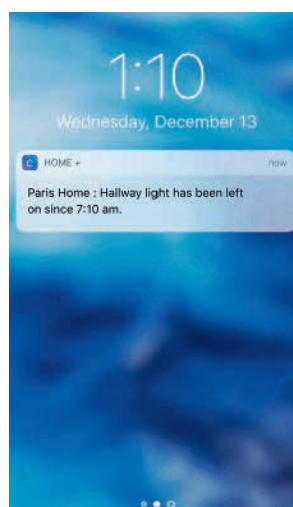 1:10
Wednesday, December 13
HOME +
now
Paris Home : Hallway light has been left
on since 7:10 am.